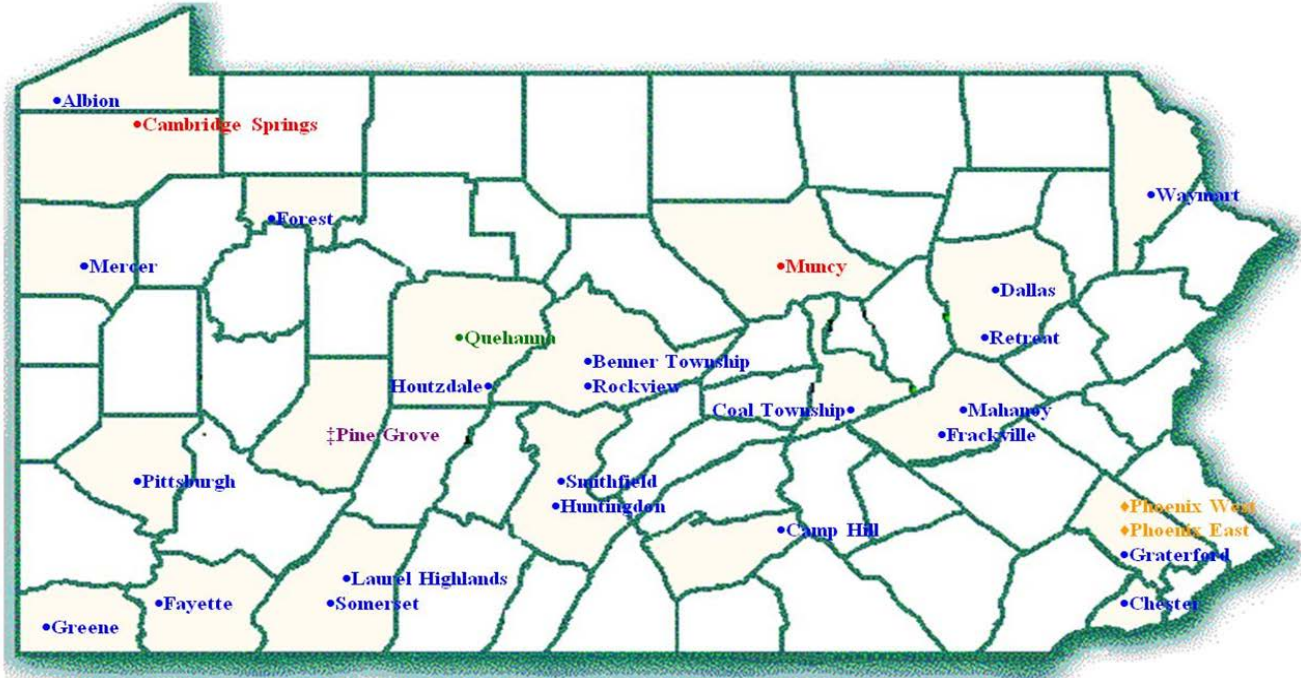 •Albion
•Cambridge Springs
•Waymart
•Forest
•Mercer
•Muncy
•Dallas
•Quehanna
•Retreat
•Benner Township
Houtzdale•
•Rockview
Coal Township•
•Mahanoy
‡Pine Grove
•Frackville
•Pittsburgh
•Smithfield
•Huntingdon
♦Phoenix West
•Camp Hill
♦Phoenix East
•Graterford
•Laurel Highlands
•Fayette
•Somerset
•Chester
•Greene